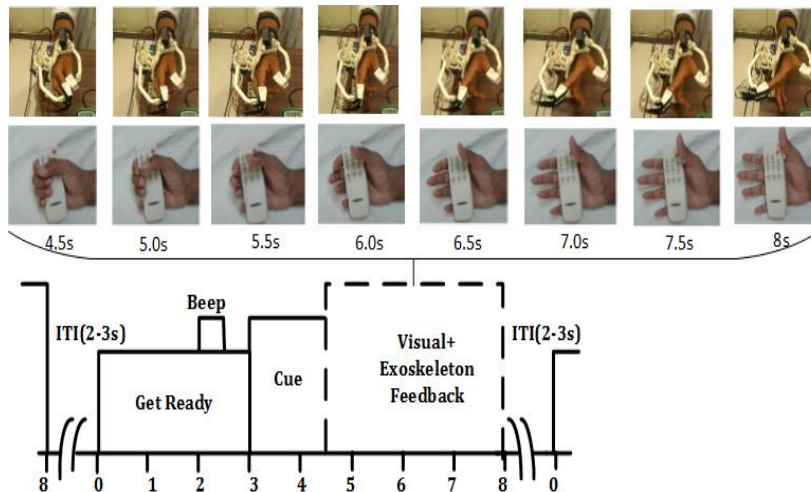 4.5s 5.0s 5.5s 6.0s 6.5s 7.0s 7.5s 8s
Beep
ITI(2-3s)
Get Ready
Cue
Visual+
Exoskeleton
Feedback
ITI(2-3s)
8 0 1 2 3 4 5 6 7 8 0